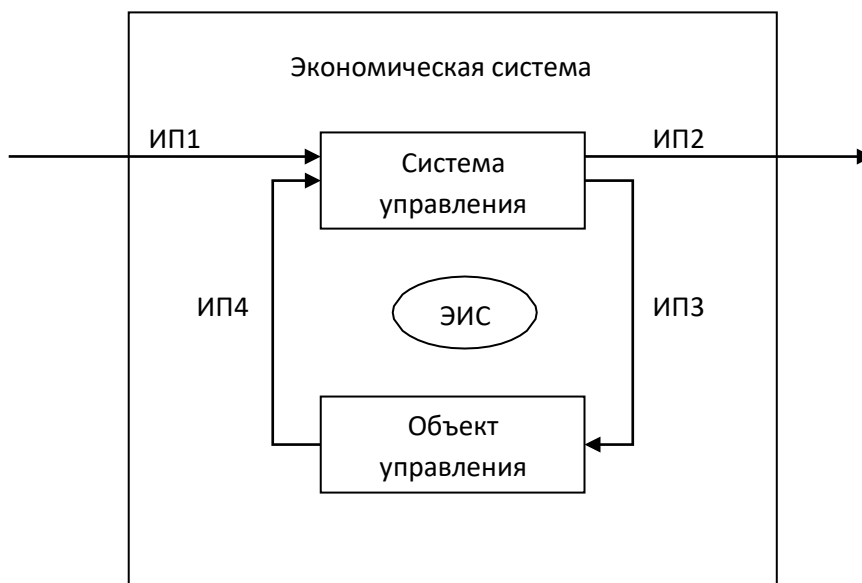 Экономическая система
ИП1
ИП2
Система
управления
ИП4
ЭИС
ИП3
Объект
управления